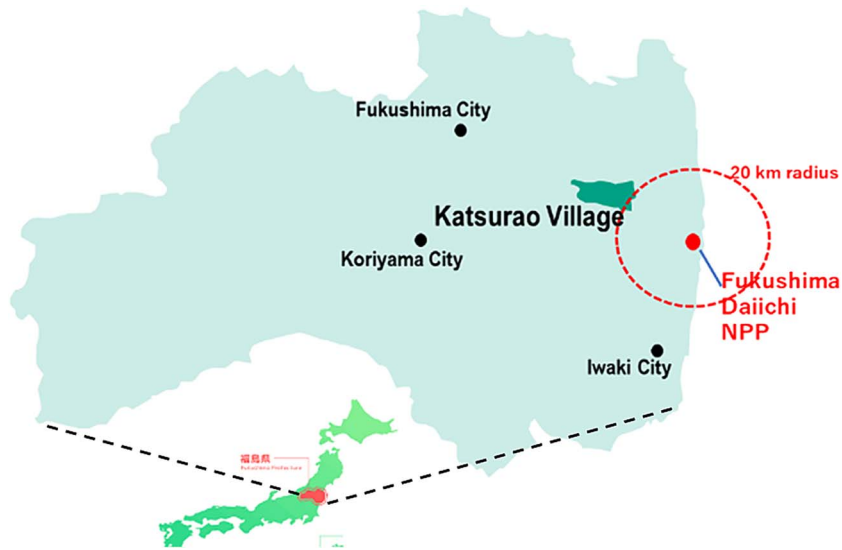 Fukushima City
20 km radius
Katsurao Village
Koriyama City
Fukushima
Daiichi
NPP
Iwaki City
福島県